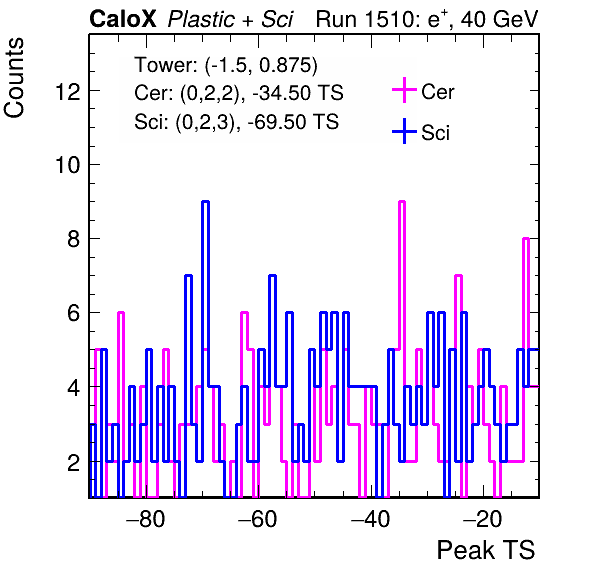 CaloX Plastic + Sci Run 1510: e+, 40 GeV
Counts
Tower: (-1.5, 0.875)
Cer: (0,2,2), -34.50 TS
Sci: (0,2,3), -69.50 TS
Cer
Sci
12
10
8
6
4
2
−80 −60 −40 −20
Peak TS